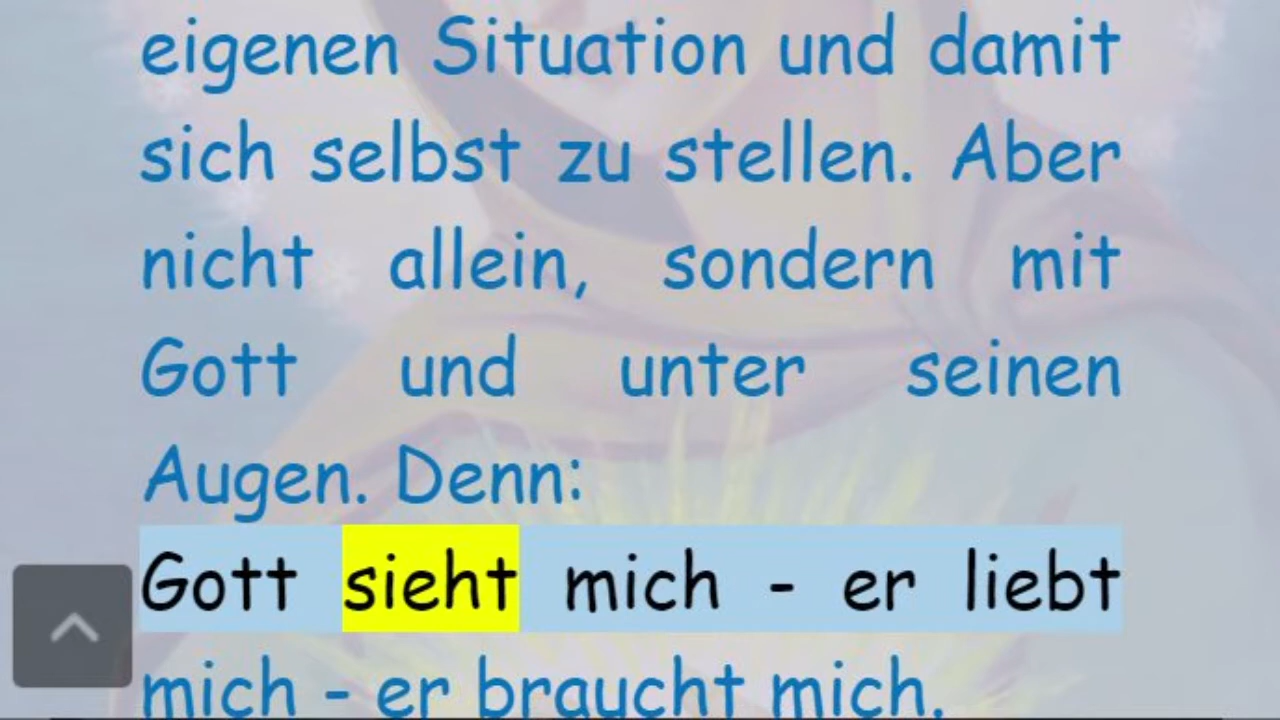 eigenen Situation und damit
sich selbst zu stellen. Aber
nicht allein, sondern mit
Gott und unter seinen
Augen. Denn:
Gott sieht mich - er liebt
mich - er braucht mich.